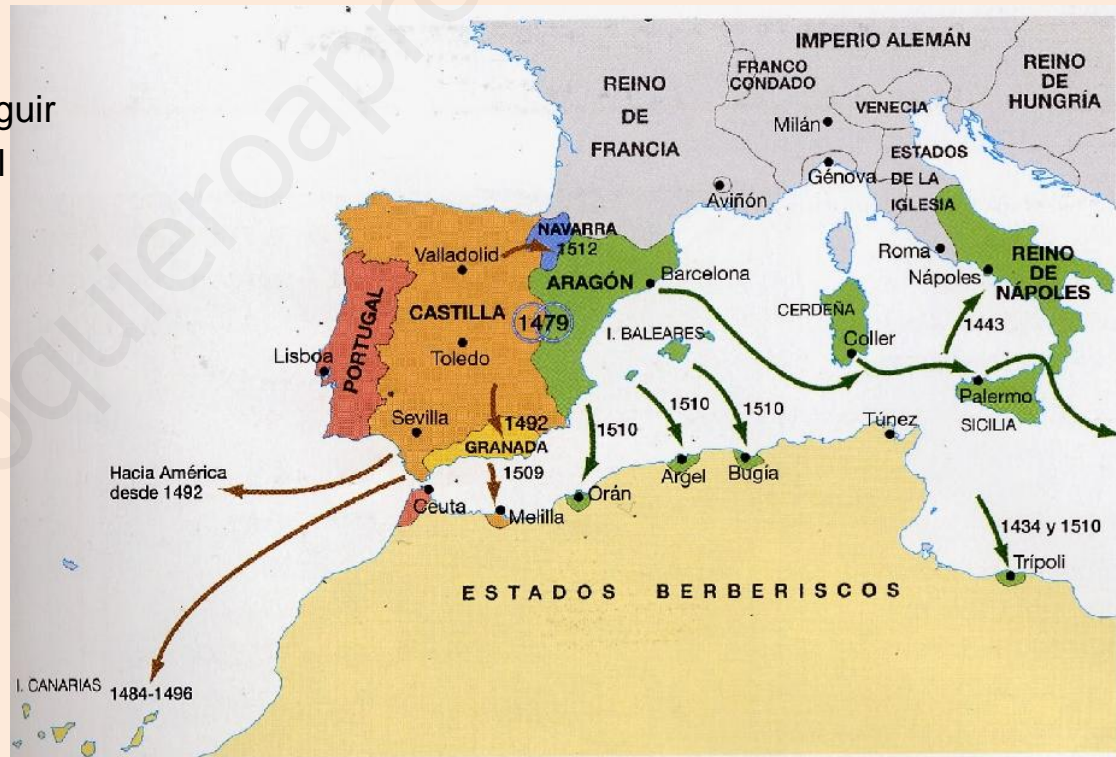 guir
IMPERIO ALEMÁN
FRANCO
CONDADO
REINO
DE
HUNGRÍA
REINO
DE
FRANCIA
VENECIA
Milán
ESTADOS
DE LA
IGLESIA
Génova
Aviñón
NAVARRA
1512
Valladolid
Roma
REINO
DE
NÁPOLES
Nápoles
ARAGÓN
Barcelona
CASTILLA
1479
CERDEÑA
I. BALEARES
1443
PORTUGAL
Lisboa
Toledo
Coller
Palermo
SICILIA
Sevilla
1492
GRANADA
1510
1510
1510
Túnez
Hacia América
desde 1492
1509
Argel
Bugía
Ceuta
Melilla
Orán
1434 y 1510
Trípoli
ESTADOS BERBERISCOS
I. CANARIAS
1484-1496